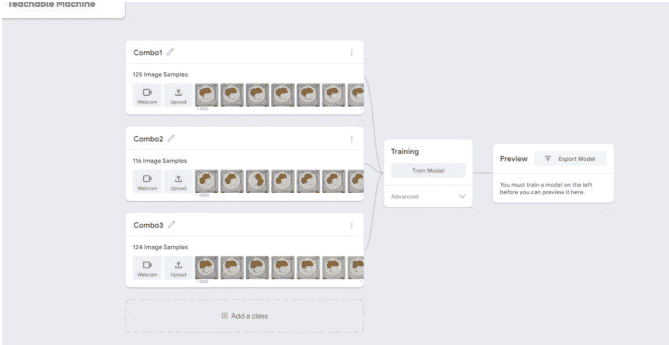 Teachable Machine
Combo1
125 Image Samples
Webcam
Upload
Combo2
116 Image Samples
Webcam
Upload
Combo3
124 Image Samples
Webcam
Upload
Add a class
Training
Train Model
Advanced
Preview
Export Model
You must train a model on the left
before you can preview it here.